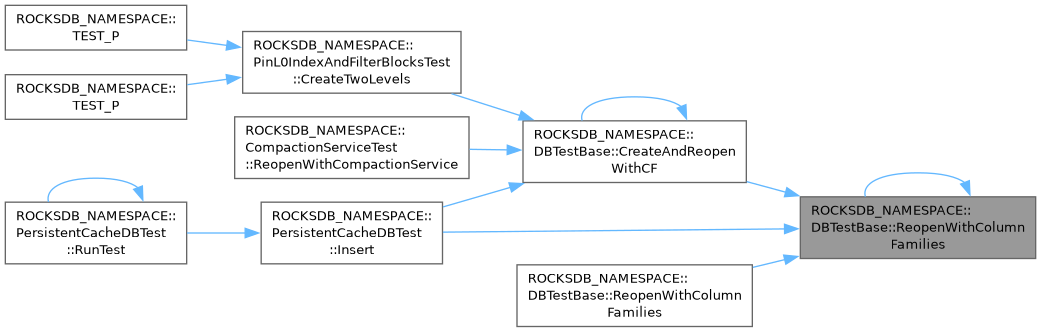 ROCKSDB_NAMESPACE::
TEST_P
ROCKSDB_NAMESPACE::
TEST_P
ROCKSDB_NAMESPACE::
PinL0IndexAndFilterBlocksTest
::CreateTwoLevels
ROCKSDB_NAMESPACE::
CompactionServiceTest
::ReopenWithCompactionService
ROCKSDB_NAMESPACE::
DBTestBase::CreateAndReopen
WithCF
ROCKSDB_NAMESPACE::
PersistentCacheDBTest
::RunTest
ROCKSDB_NAMESPACE::
PersistentCacheDBTest
::Insert
ROCKSDB_NAMESPACE::
DBTestBase::ReopenWithColumn
Families
ROCKSDB_NAMESPACE::
DBTestBase::ReopenWithColumn
Families